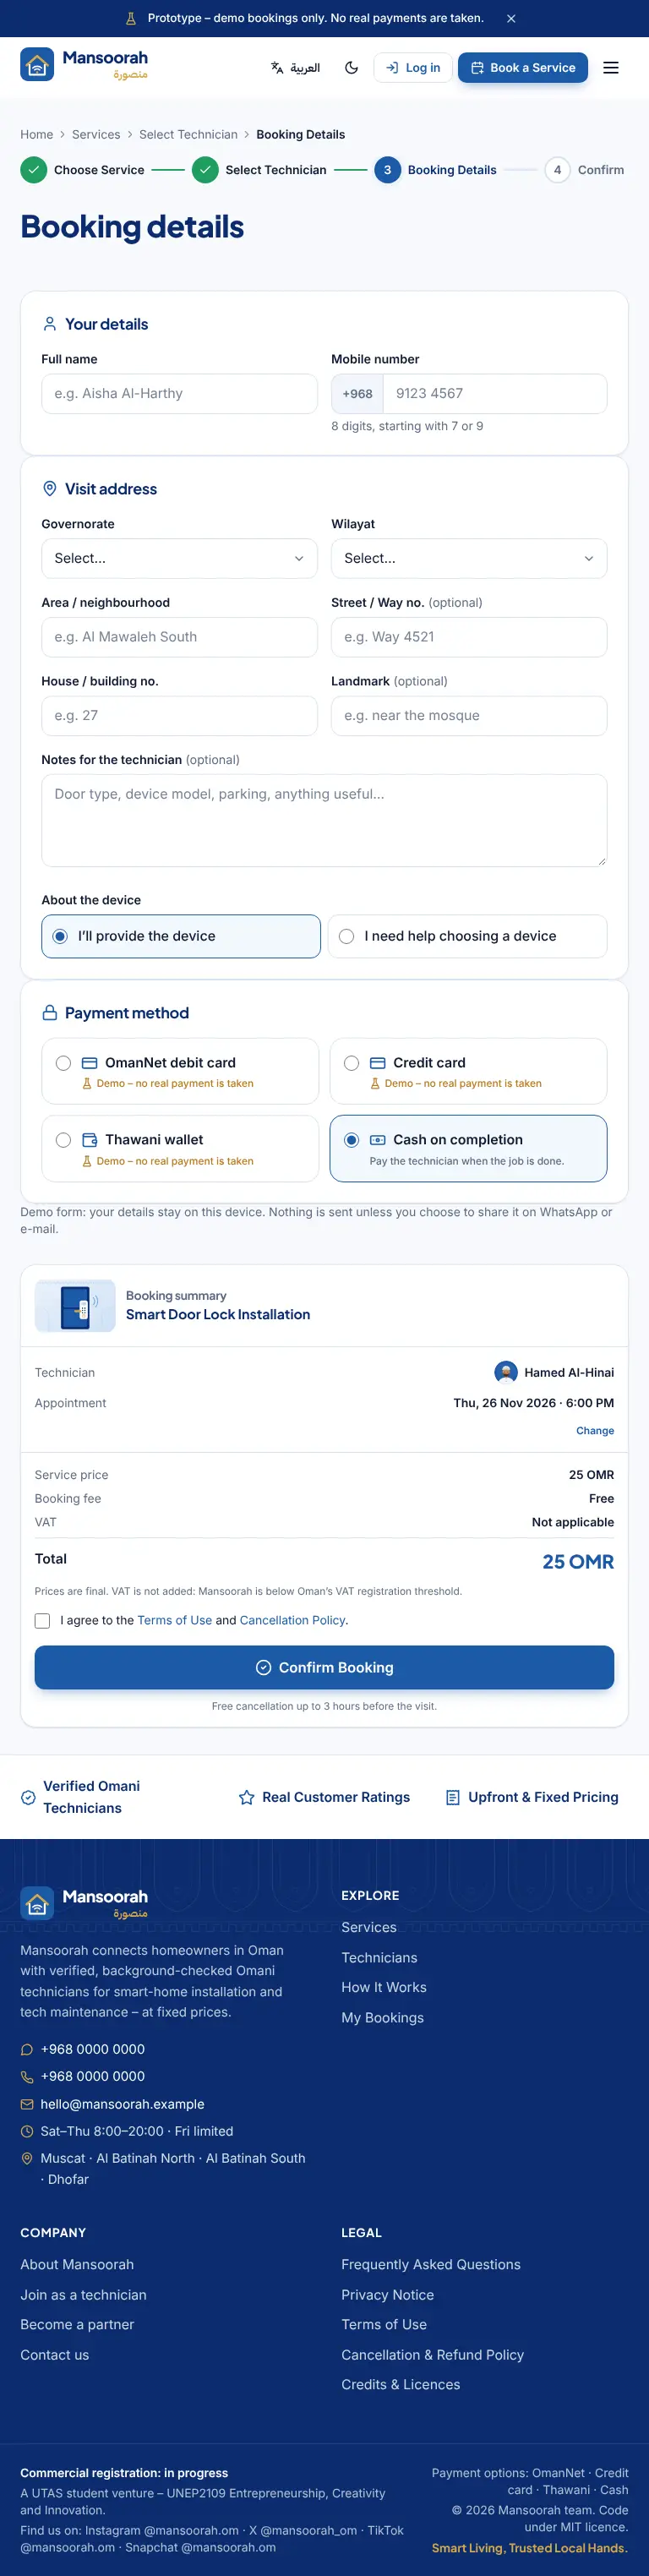 Prototype – demo bookings only. No real payments are taken.
Mansoorah
منصورة
العربية
Log in
Book a Service
Home > Services > Select Technician > Booking Details
Choose Service
Select Technician
3 Booking Details
4 Confirm
Booking details
Your details
Full name
e.g. Aisha Al-Harthy
Mobile number
+968 9123 4567
8 digits, starting with 7 or 9
Visit address
Governorate
Select...
Wilayat
Select...
Area / neighbourhood
e.g. Al Mawaleh South
Street / Way no. (optional)
e.g. Way 4521
House / building no.
e.g. 27
Landmark (optional)
e.g. near the mosque
Notes for the technician (optional)
Door type, device model, parking, anything useful...
About the device
I'll provide the device
I need help choosing a device
Payment method
OmanNet debit card
Demo – no real payment is taken
Credit card
Demo – no real payment is taken
Thawani wallet
Demo – no real payment is taken
Cash on completion
Pay the technician when the job is done.
Demo form: your details stay on this device. Nothing is sent unless you choose to share it on WhatsApp or
e-mail.
Booking summary
Smart Door Lock Installation
Technician
Hamed Al-Hinai
Appointment
Thu, 26 Nov 2026 · 6:00 PM
Change
Service price
25 OMR
Booking fee
Free
VAT
Not applicable
Total
25 OMR
Prices are final. VAT is not added: Mansoorah is below Oman's VAT registration threshold.
I agree to the Terms of Use and Cancellation Policy.
Confirm Booking
Free cancellation up to 3 hours before the visit.
Verified Omani
Technicians
Real Customer Ratings
Upfront & Fixed Pricing
Mansoorah
منصورة
Mansoorah connects homeowners in Oman
with verified, background-checked Omani
technicians for smart-home installation and
tech maintenance – at fixed prices.
+968 0000 0000
+968 0000 0000
hello@mansoorah.example
Sat–Thu 8:00–20:00 · Fri limited
Muscat · Al Batinah North · Al Batinah South
· Dhofar
EXPLORE
Services
Technicians
How It Works
My Bookings
COMPANY
About Mansoorah
Join as a technician
Become a partner
Contact us
LEGAL
Frequently Asked Questions
Privacy Notice
Terms of Use
Cancellation & Refund Policy
Credits & Licences
Commercial registration: in progress
A UTAS student venture – UNEP2109 Entrepreneurship, Creativity
and Innovation.
Find us on: Instagram @mansoorah.om · X @mansoorah_om · TikTok
@mansoorah.om · Snapchat @mansoorah.om
Payment options: OmanNet · Credit
card · Thawani · Cash
© 2026 Mansoorah team. Code
under MIT licence.
Smart Living, Trusted Local Hands.